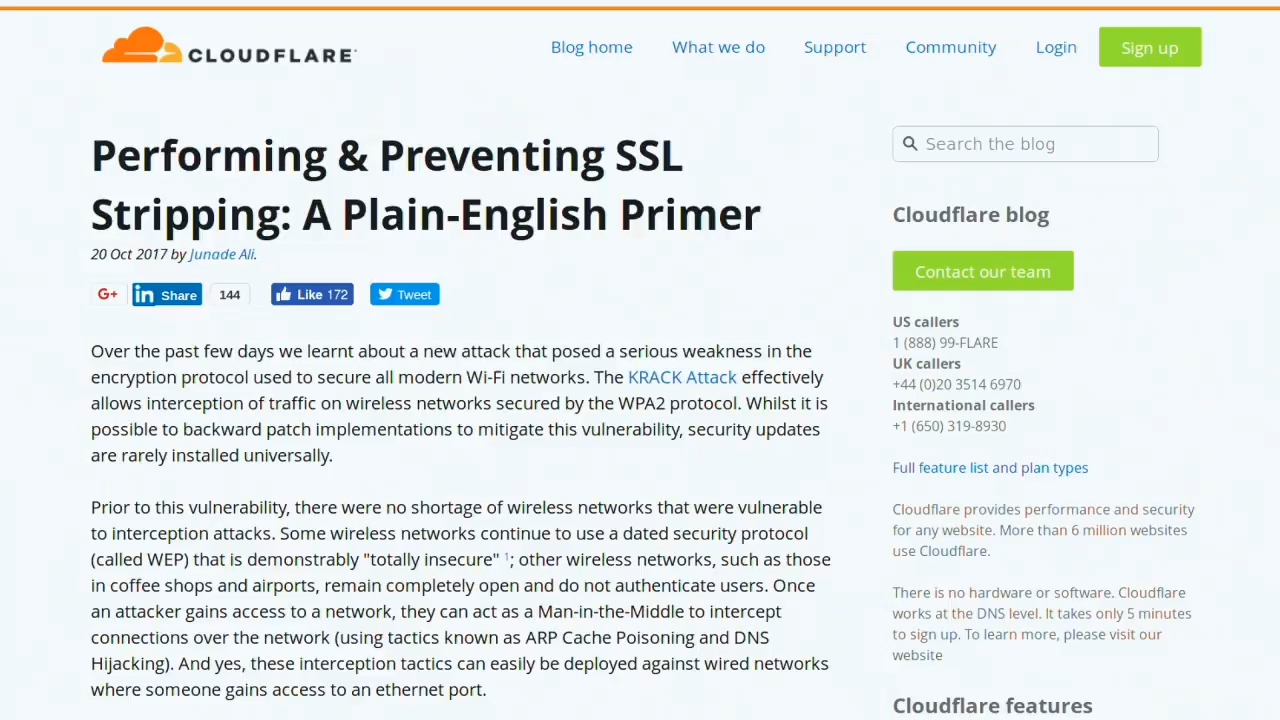 CLOUDFLARE
Blog home What we do Support Community Login Sign up
Performing & Preventing SSL
Stripping: A Plain-English Primer
20 Oct 2017 by Junade Ali.
G+ in Share 144 Like 172 Tweet
Over the past few days we learnt about a new attack that posed a serious weakness in the
encryption protocol used to secure all modern Wi-Fi networks. The KRACK Attack effectively
allows interception of traffic on wireless networks secured by the WPA2 protocol. Whilst it is
possible to backward patch implementations to mitigate this vulnerability, security updates
are rarely installed universally.
Prior to this vulnerability, there were no shortage of wireless networks that were vulnerable
to interception attacks. Some wireless networks continue to use a dated security protocol
(called WEP) that is demonstrably "totally insecure" 1; other wireless networks, such as those
in coffee shops and airports, remain completely open and do not authenticate users. Once
an attacker gains access to a network, they can act as a Man-in-the-Middle to intercept
connections over the network (using tactics known as ARP Cache Poisoning and DNS
Hijacking). And yes, these interception tactics can easily be deployed against wired networks
where someone gains access to an ethernet port.
Search the blog
Cloudflare blog
Contact our team
US callers
1 (888) 99-FLARE
UK callers
+44 (0)20 3514 6970
International callers
+1 (650) 319-8930
Full feature list and plan types
Cloudflare provides performance and security
for any website. More than 6 million websites
use Cloudflare.
There is no hardware or software. Cloudflare
works at the DNS level. It takes only 5 minutes
to sign up. To learn more, please visit our
website
Cloudflare features